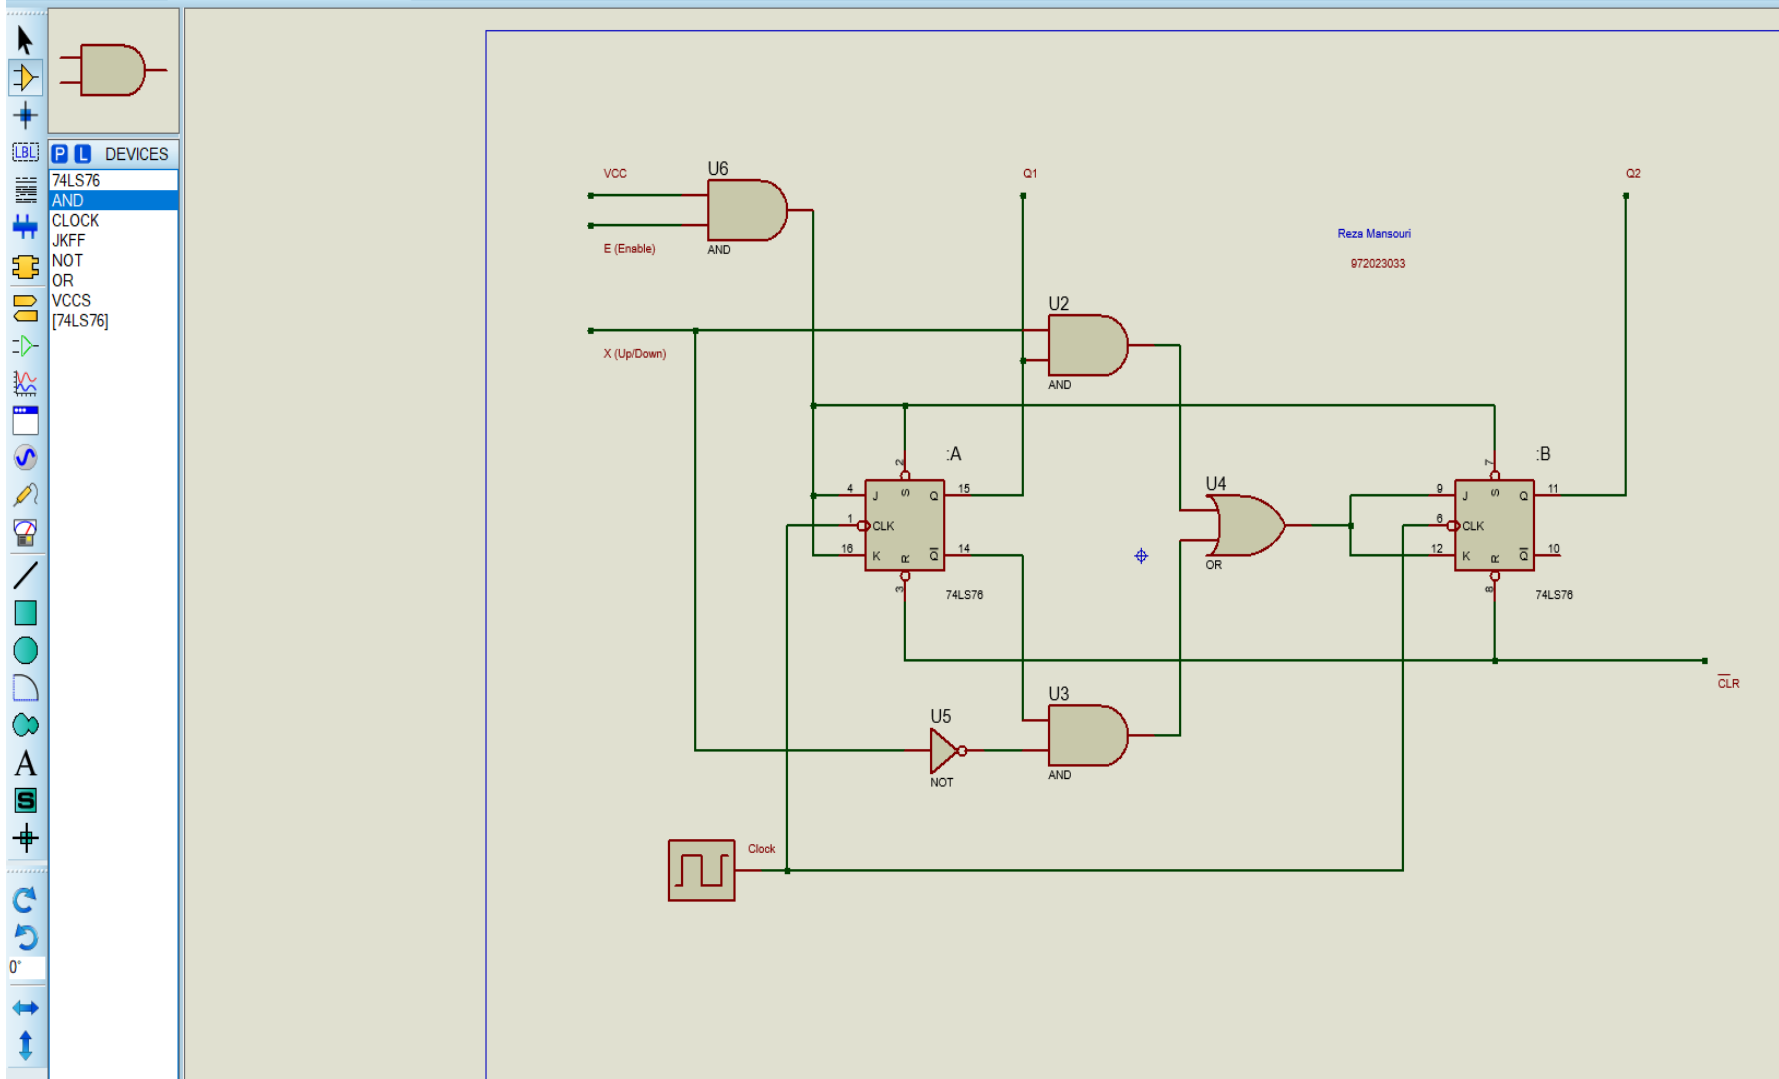 LBL
P L DEVICES
74LS76
AND
CLOCK
JKFF
NOT
OR
VCCS
[74LS76]
A
S
0°
VCC
U6
AND
E (Enable)
X (Up/Down)
Q1
Q2
Reza Mansouri
972023033
U2
AND
:A
2
4 J S Q 15
1 CLK
16 K R Q̅ 14
3
74LS76
U4
OR
:B
7
9 J S Q 11
6 CLK
12 K R Q̅ 10
8
74LS76
C̅L̅R
U3
AND
U5
NOT
Clock